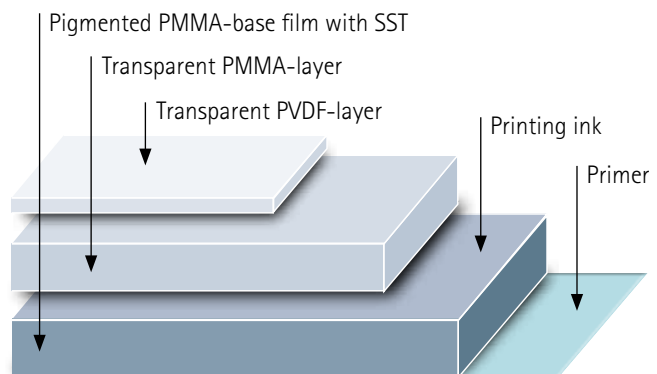 Pigmented PMMA-base film with SST
Transparent PMMA-layer
Transparent PVDF-layer
Printing ink
Primer